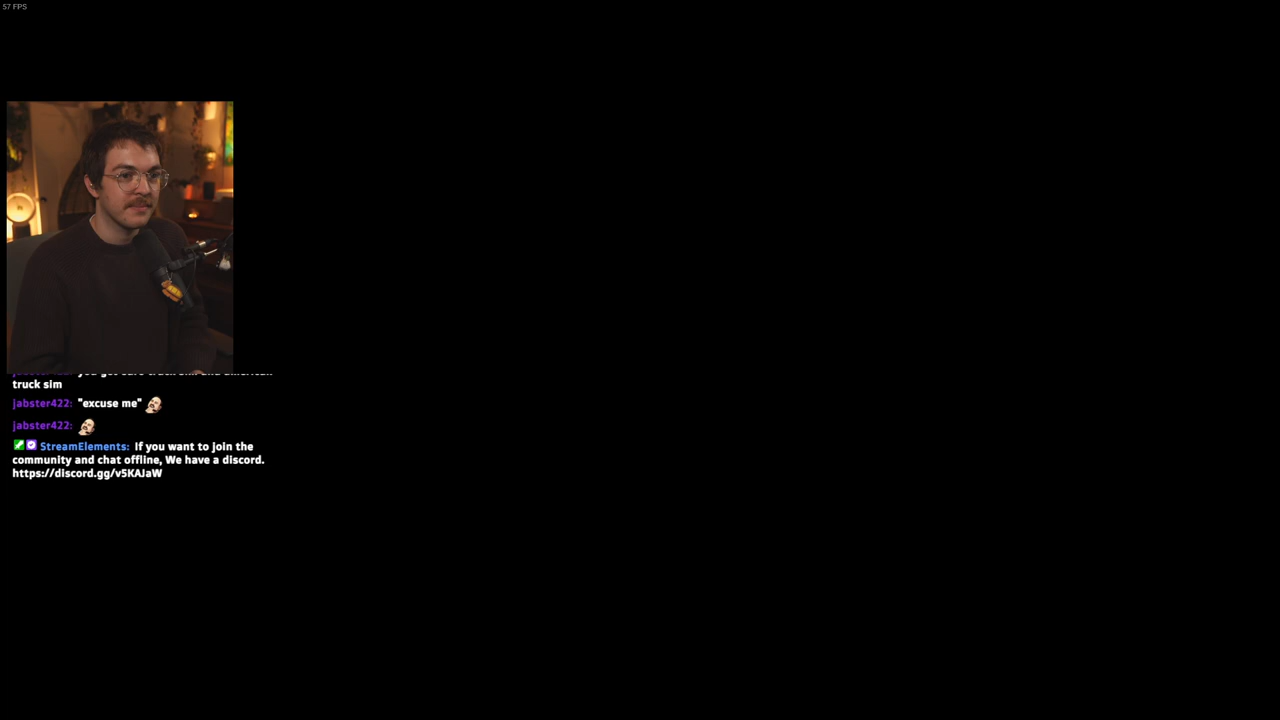 57 FPS
truck sim
jabster422: "excuse me"
jabster422:
StreamElements: If you want to join the
community and chat offline, We have a discord.
https://discord.gg/v5KAJaW